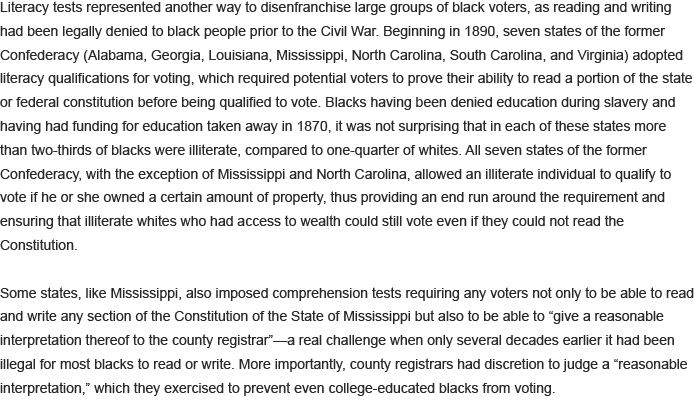 Literacy tests represented another way to disenfranchise large groups of black voters, as reading and writing
had been legally denied to black people prior to the Civil War. Beginning in 1890, seven states of the former
Confederacy (Alabama, Georgia, Louisiana, Mississippi, North Carolina, South Carolina, and Virginia) adopted
literacy qualifications for voting, which required potential voters to prove their ability to read a portion of the state
or federal constitution before being qualified to vote. Blacks having been denied education during slavery and
having had funding for education taken away in 1870, it was not surprising that in each of these states more
than two-thirds of blacks were illiterate, compared to one-quarter of whites. All seven states of the former
Confederacy, with the exception of Mississippi and North Carolina, allowed an illiterate individual to qualify to
vote if he or she owned a certain amount of property, thus providing an end run around the requirement and
ensuring that illiterate whites who had access to wealth could still vote even if they could not read the
Constitution.

Some states, like Mississippi, also imposed comprehension tests requiring any voters not only to be able to read
and write any section of the Constitution of the State of Mississippi but also to be able to “give a reasonable
interpretation thereof to the county registrar”—a real challenge when only several decades earlier it had been
illegal for most blacks to read or write. More importantly, county registrars had discretion to judge a “reasonable
interpretation,” which they exercised to prevent even college-educated blacks from voting.